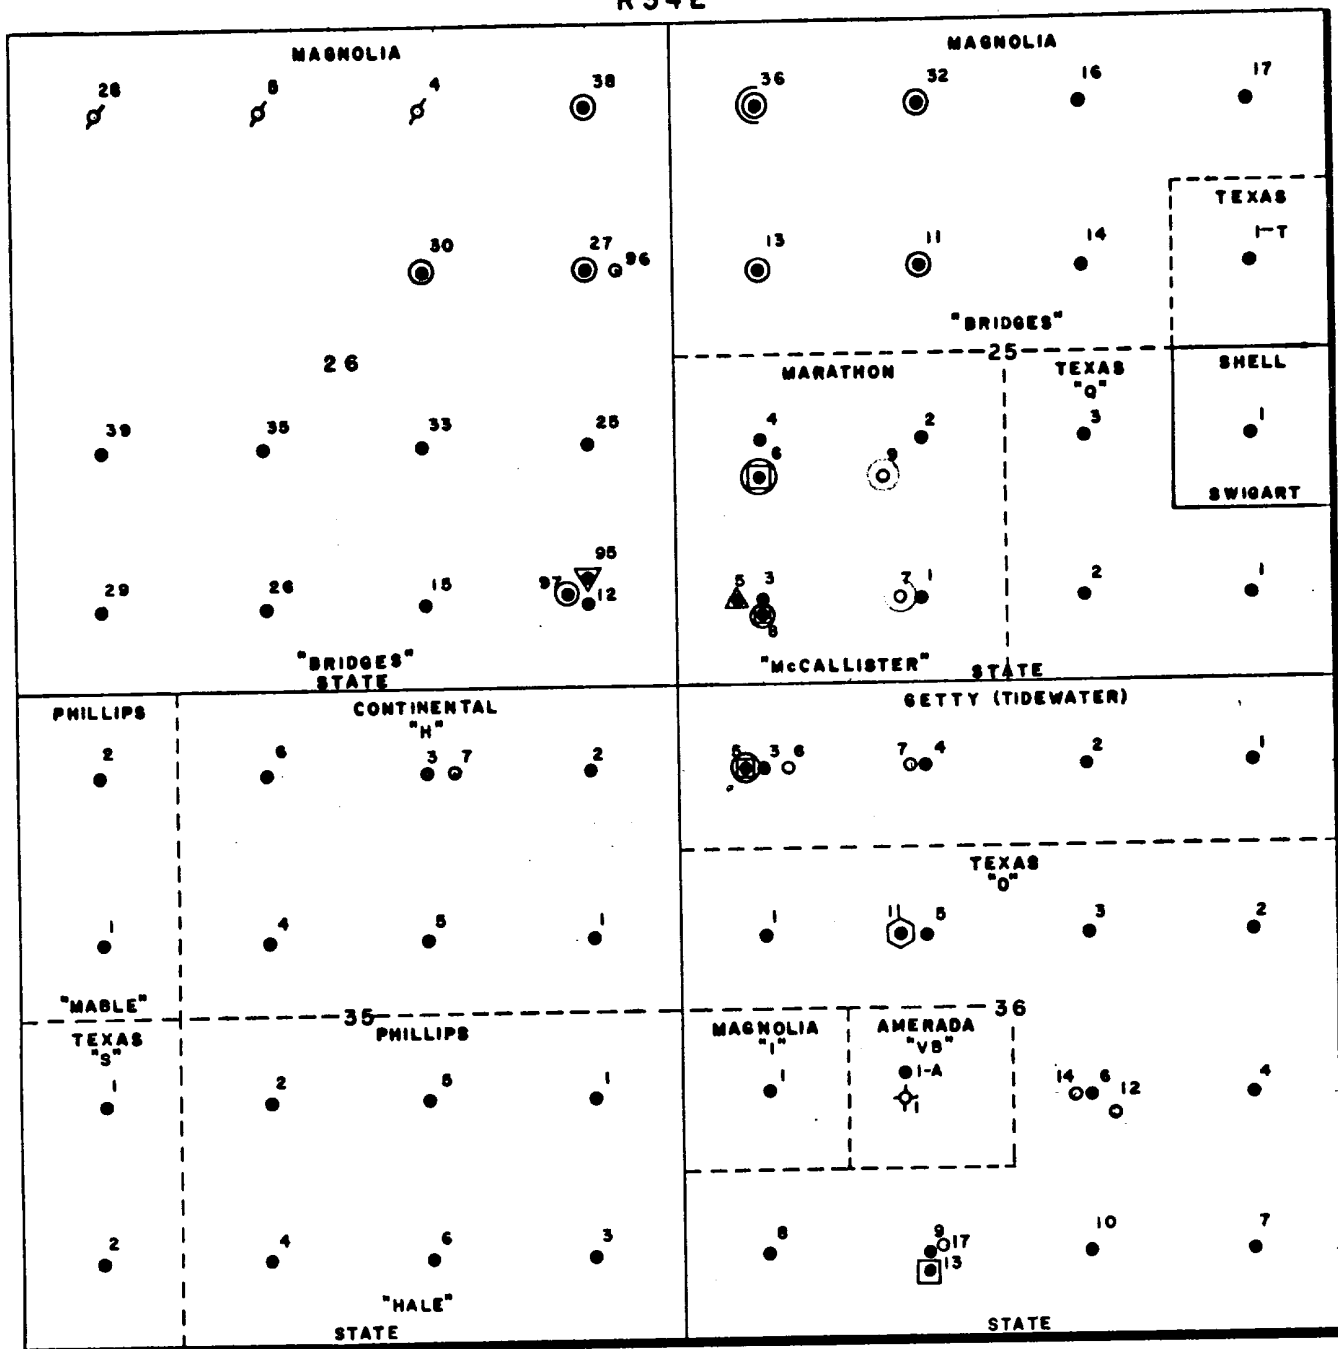 R34E
MAGNOLIA
28 5 4 38
30 27 96
26
39 35 33 25
95
97
29 26 15 12
"BRIDGES"
STATE
MAGNOLIA
36 32 16 17
TEXAS
13 11 14 1-T
"BRIDGES"
25
MARATHON
TEXAS
"Q"
SHELL
4 2 3 1
6 9
SWIGART
5 3 7 1 2 1
8
"McCALLISTER" STATE
PHILLIPS
CONTINENTAL
"H"
2 6 3 7 2
1 4 5 1
"MABLE"
35
TEXAS
"S"
PHILLIPS
1 2 5 1
2 4 6 3
"HALE"
STATE
GETTY (TIDEWATER)
5 3 6 7 4 2 1
TEXAS
"O"
1 11 5 3 2
36
MAGNOLIA
"I"
AMERADA
"VB"
1 1-A 14 6 12 4
1
8 9 17 10 7
13
STATE